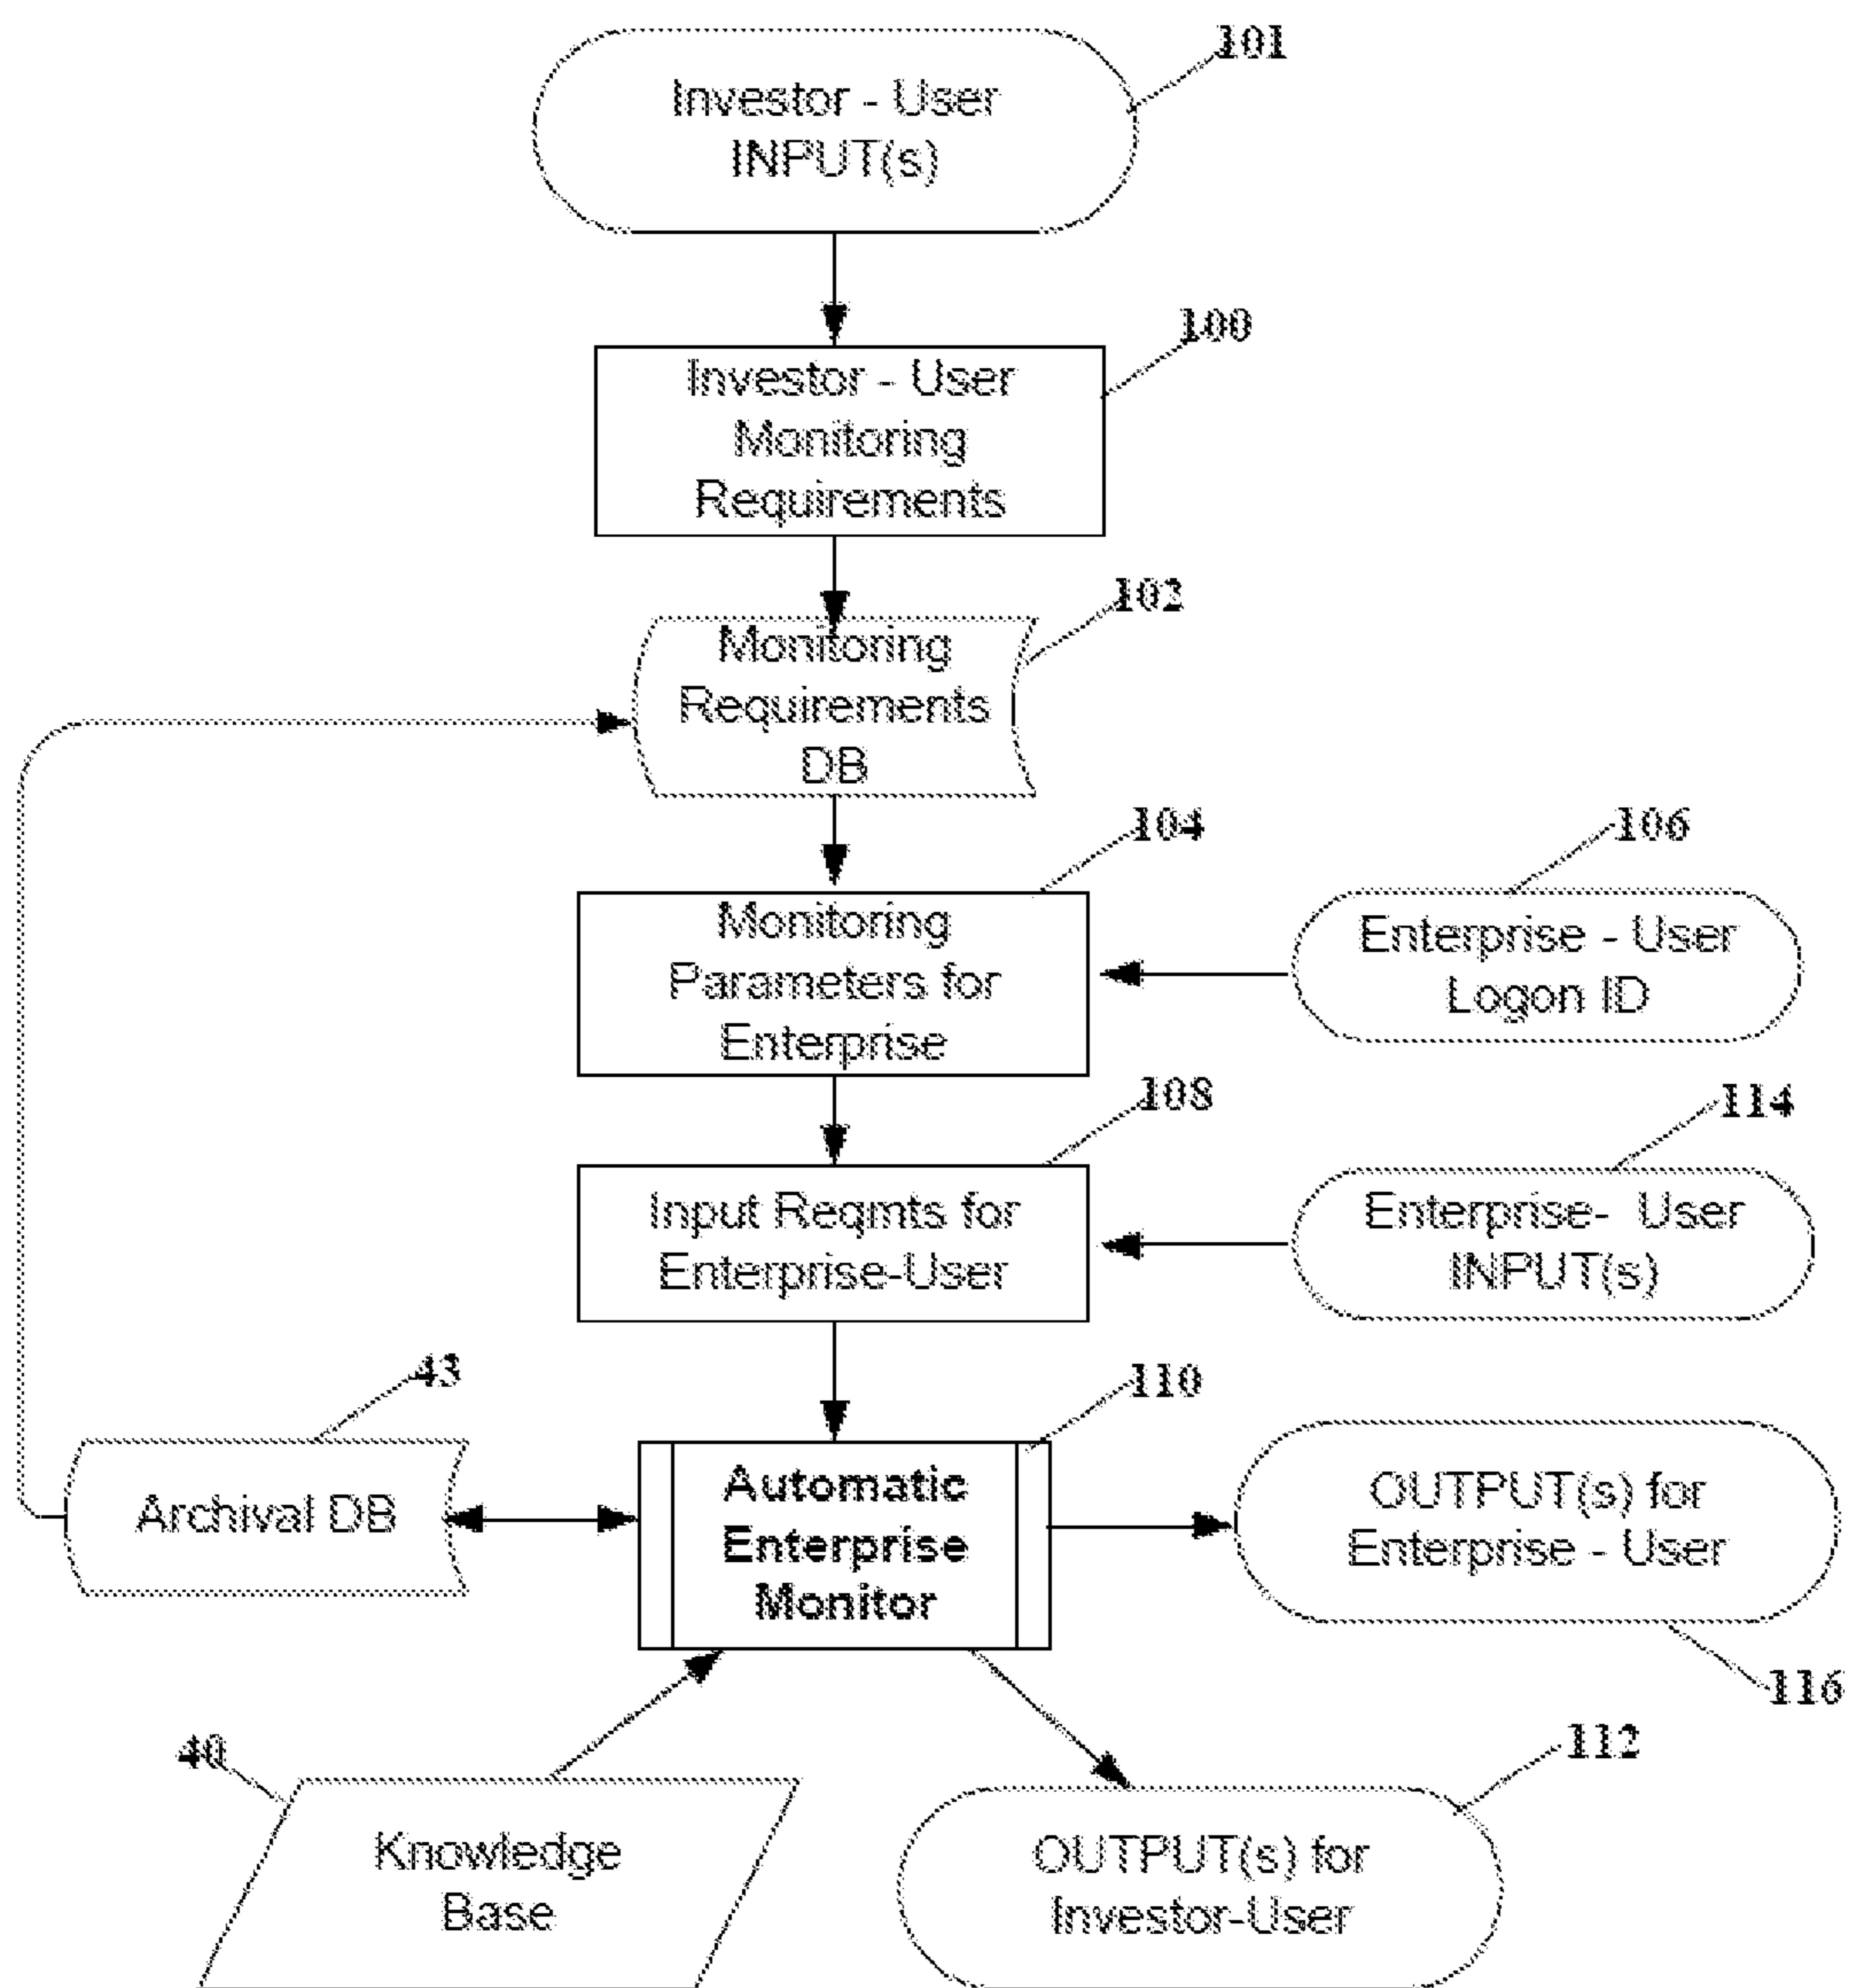 101
Investor - User
INPUT(s)
100
Investor - User
Monitoring
Requirements
102
Monitoring
Requirements
DB
104
Monitoring
Parameters for
Enterprise
106
Enterprise - User
Logon ID
108
Input Reqmts for
Enterprise-User
114
Enterprise- User
INPUT(s)
43
Archival DB
110
Automatic
Enterprise
Monitor
OUTPUT(s) for
Enterprise - User
116
40
Knowledge
Base
112
OUTPUT(s) for
Investor-User